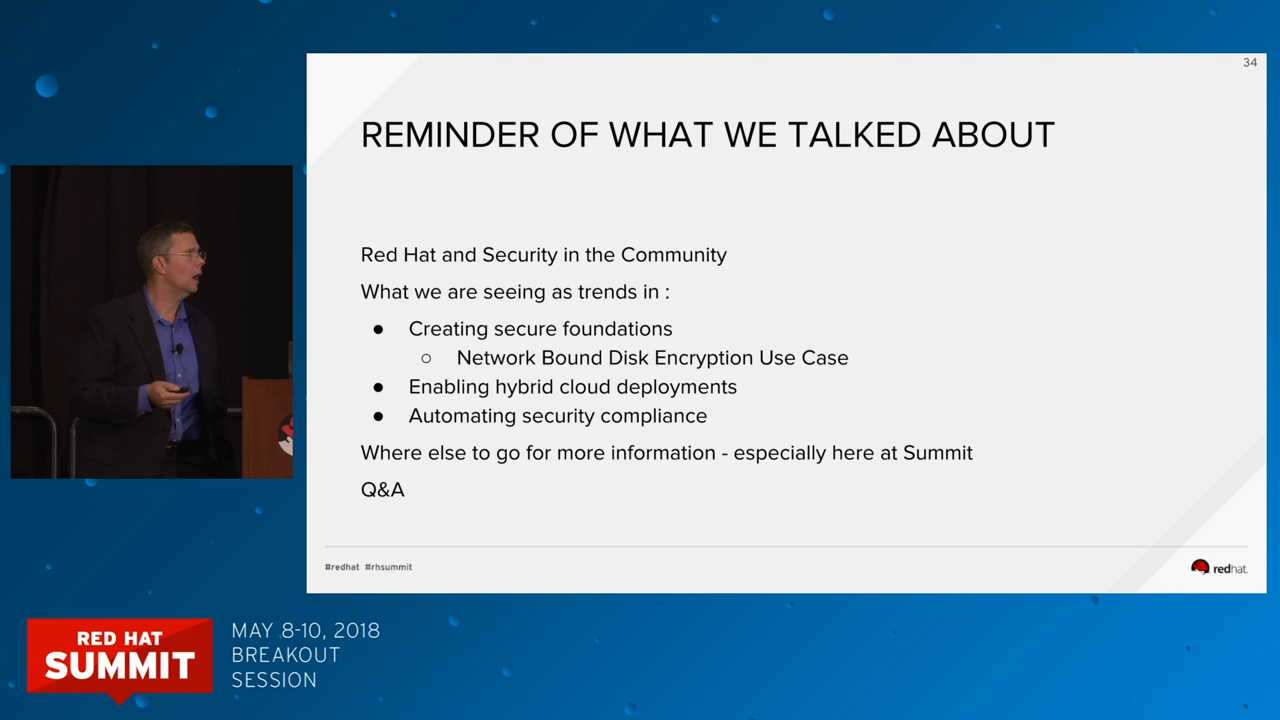 34
REMINDER OF WHAT WE TALKED ABOUT
Red Hat and Security in the Community
What we are seeing as trends in :
● Creating secure foundations
○ Network Bound Disk Encryption Use Case
● Enabling hybrid cloud deployments
● Automating security compliance
Where else to go for more information - especially here at Summit
Q&A
#redhat #rhsummit
redhat.
RED HAT
SUMMIT
MAY 8-10, 2018
BREAKOUT
SESSION